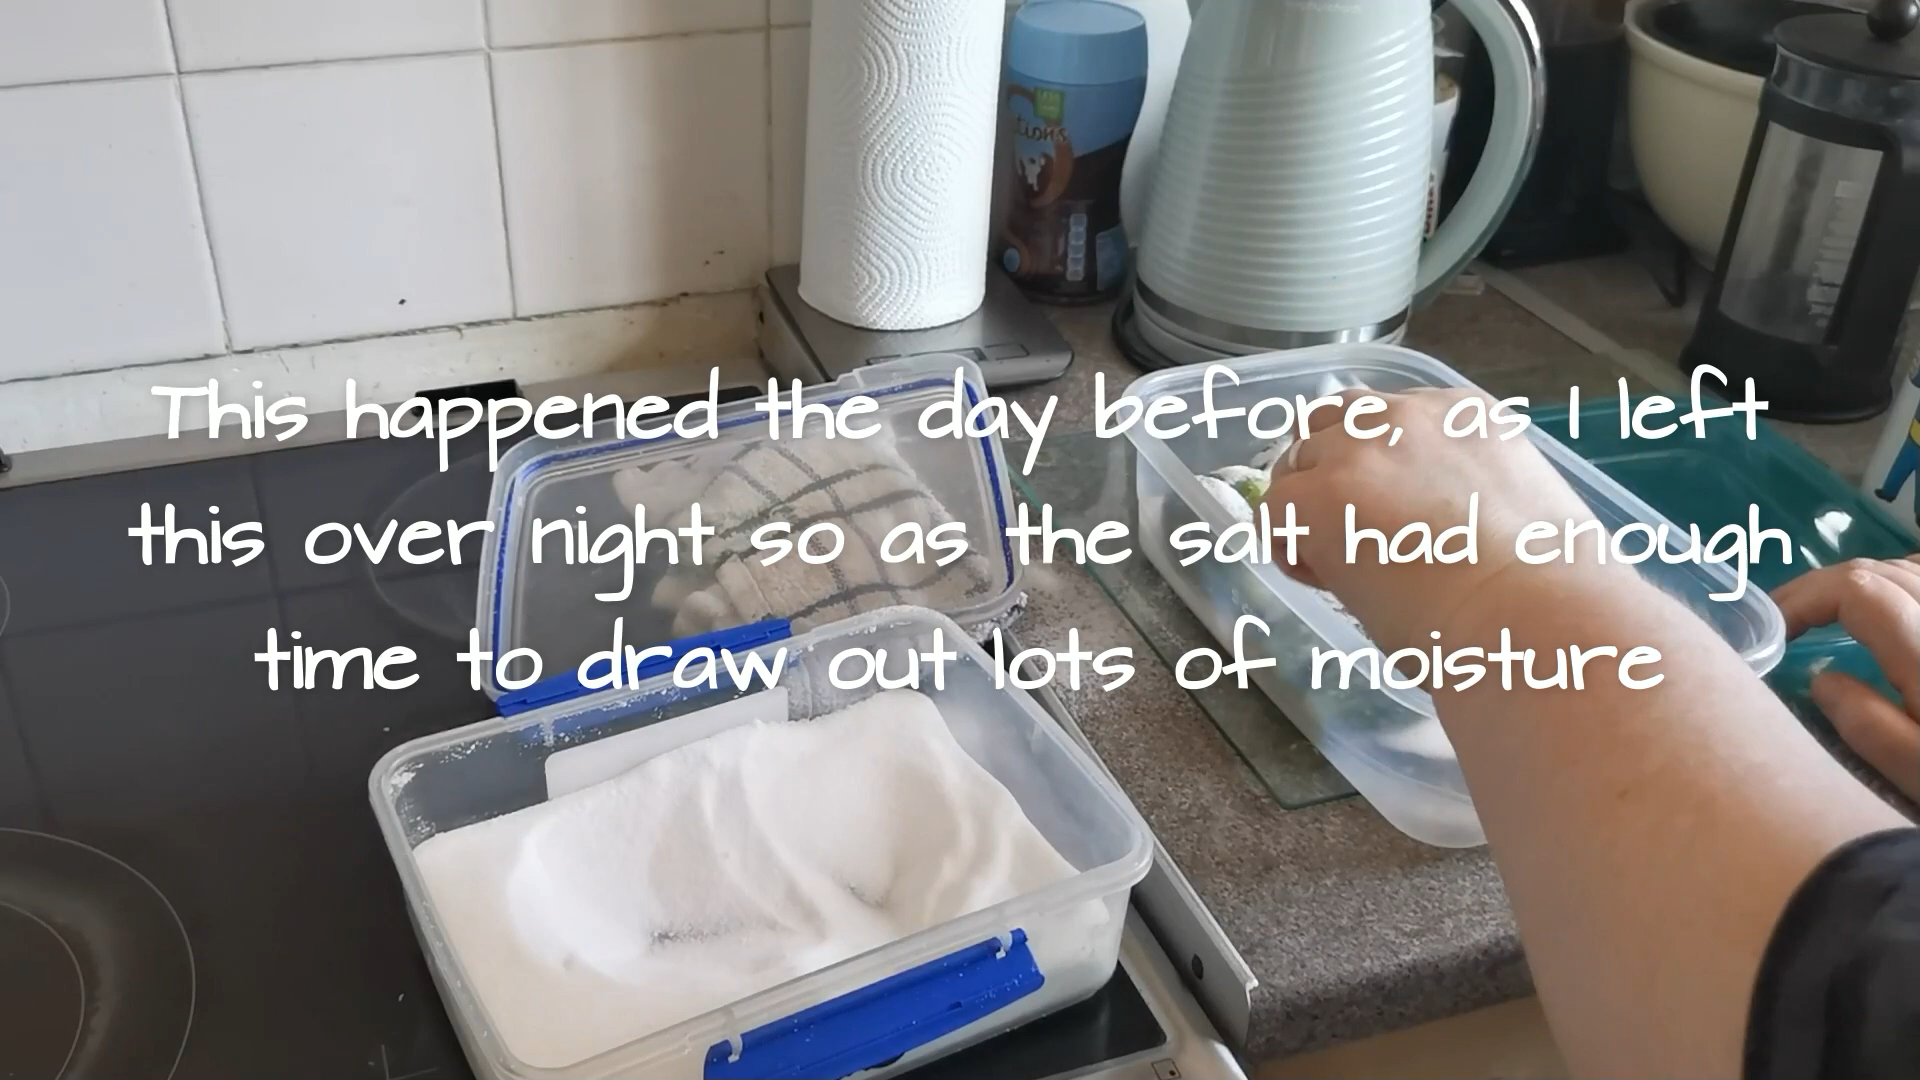 This happened the day before, as I left
this over night so as the salt had enough
time to draw out lots of moisture